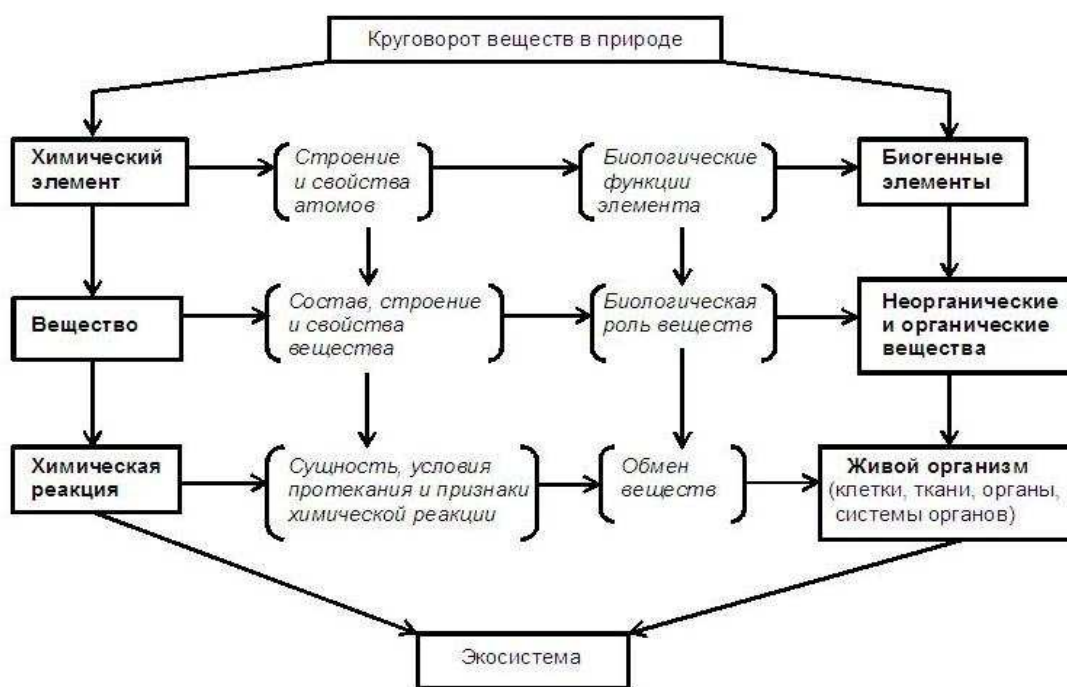 Круговорот веществ в природе
Химический
элемент
Строение
и свойства
атомов
Биологические
функции
элемента
Биогенные
элементы
Вещество
Состав, строение
и свойства
вещества
Биологическая
роль веществ
Неорганические
и органические
вещества
Химическая
реакция
Сущность, условия
протекания и признаки
химической реакции
Обмен
веществ
Живой организм
(клетки, ткани, органы,
системы органов)
Экосистема